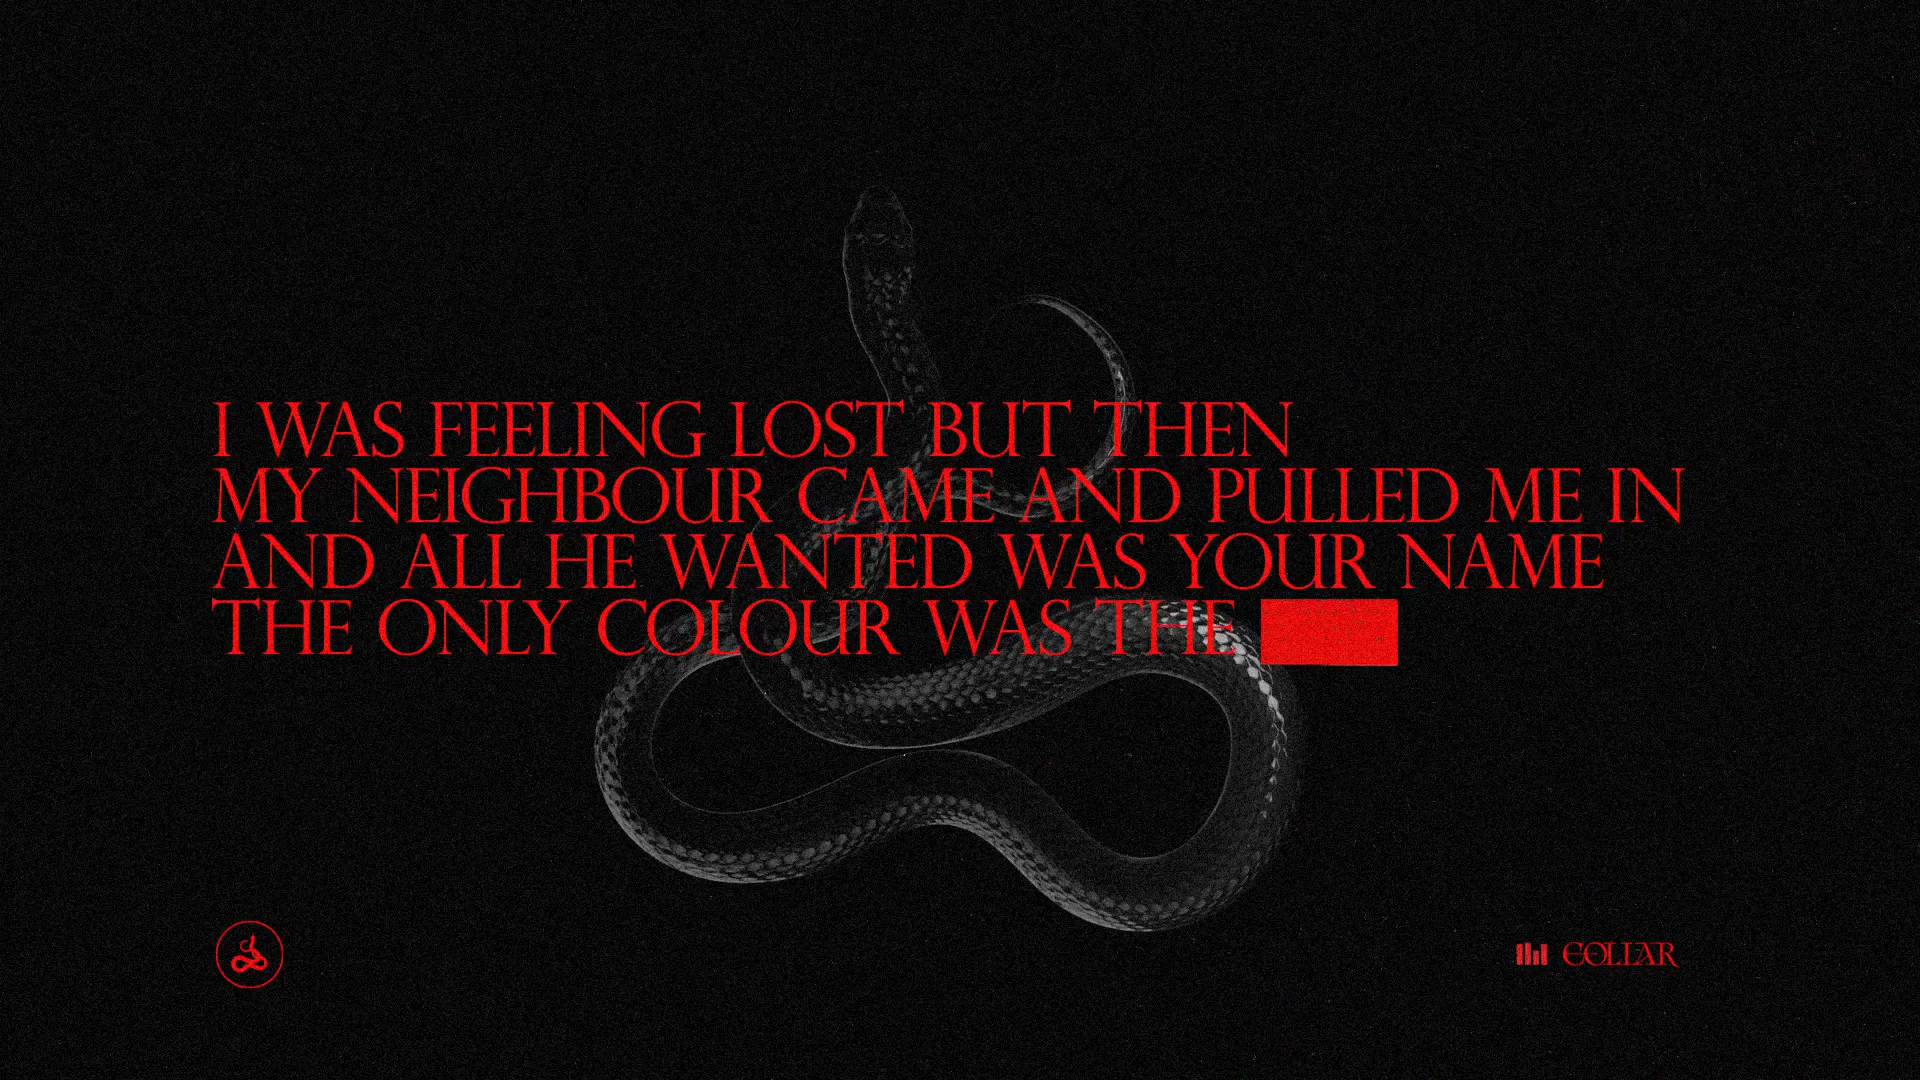 I WAS FEELING LOST BUT THEN
MY NEIGHBOUR CAME AND PULLED ME IN
AND ALL HE WANTED WAS YOUR NAME
THE ONLY COLOUR WAS THE
COLLAR